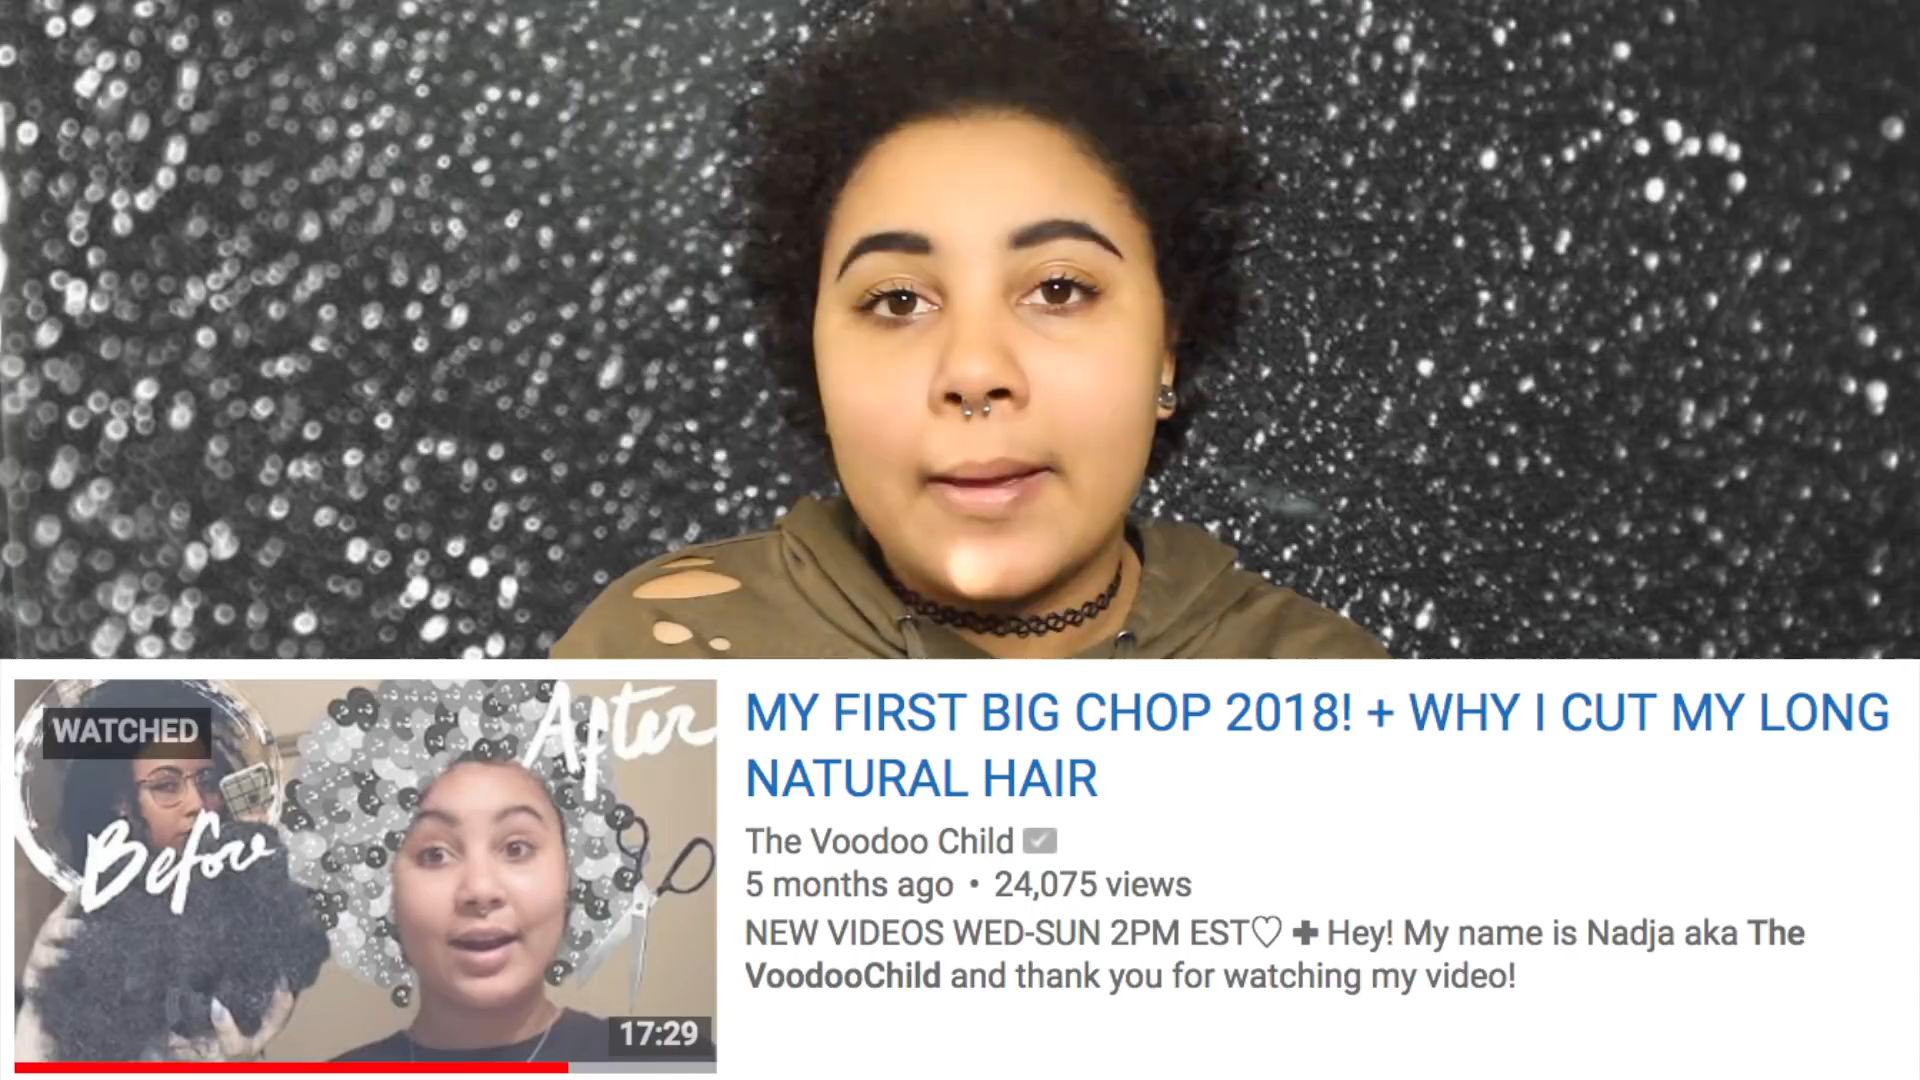 WATCHED
Before
After
17:29
MY FIRST BIG CHOP 2018! + WHY I CUT MY LONG
NATURAL HAIR
The Voodoo Child
5 months ago • 24,075 views
NEW VIDEOS WED-SUN 2PM EST♡ ✚ Hey! My name is Nadja aka The
VoodooChild and thank you for watching my video!